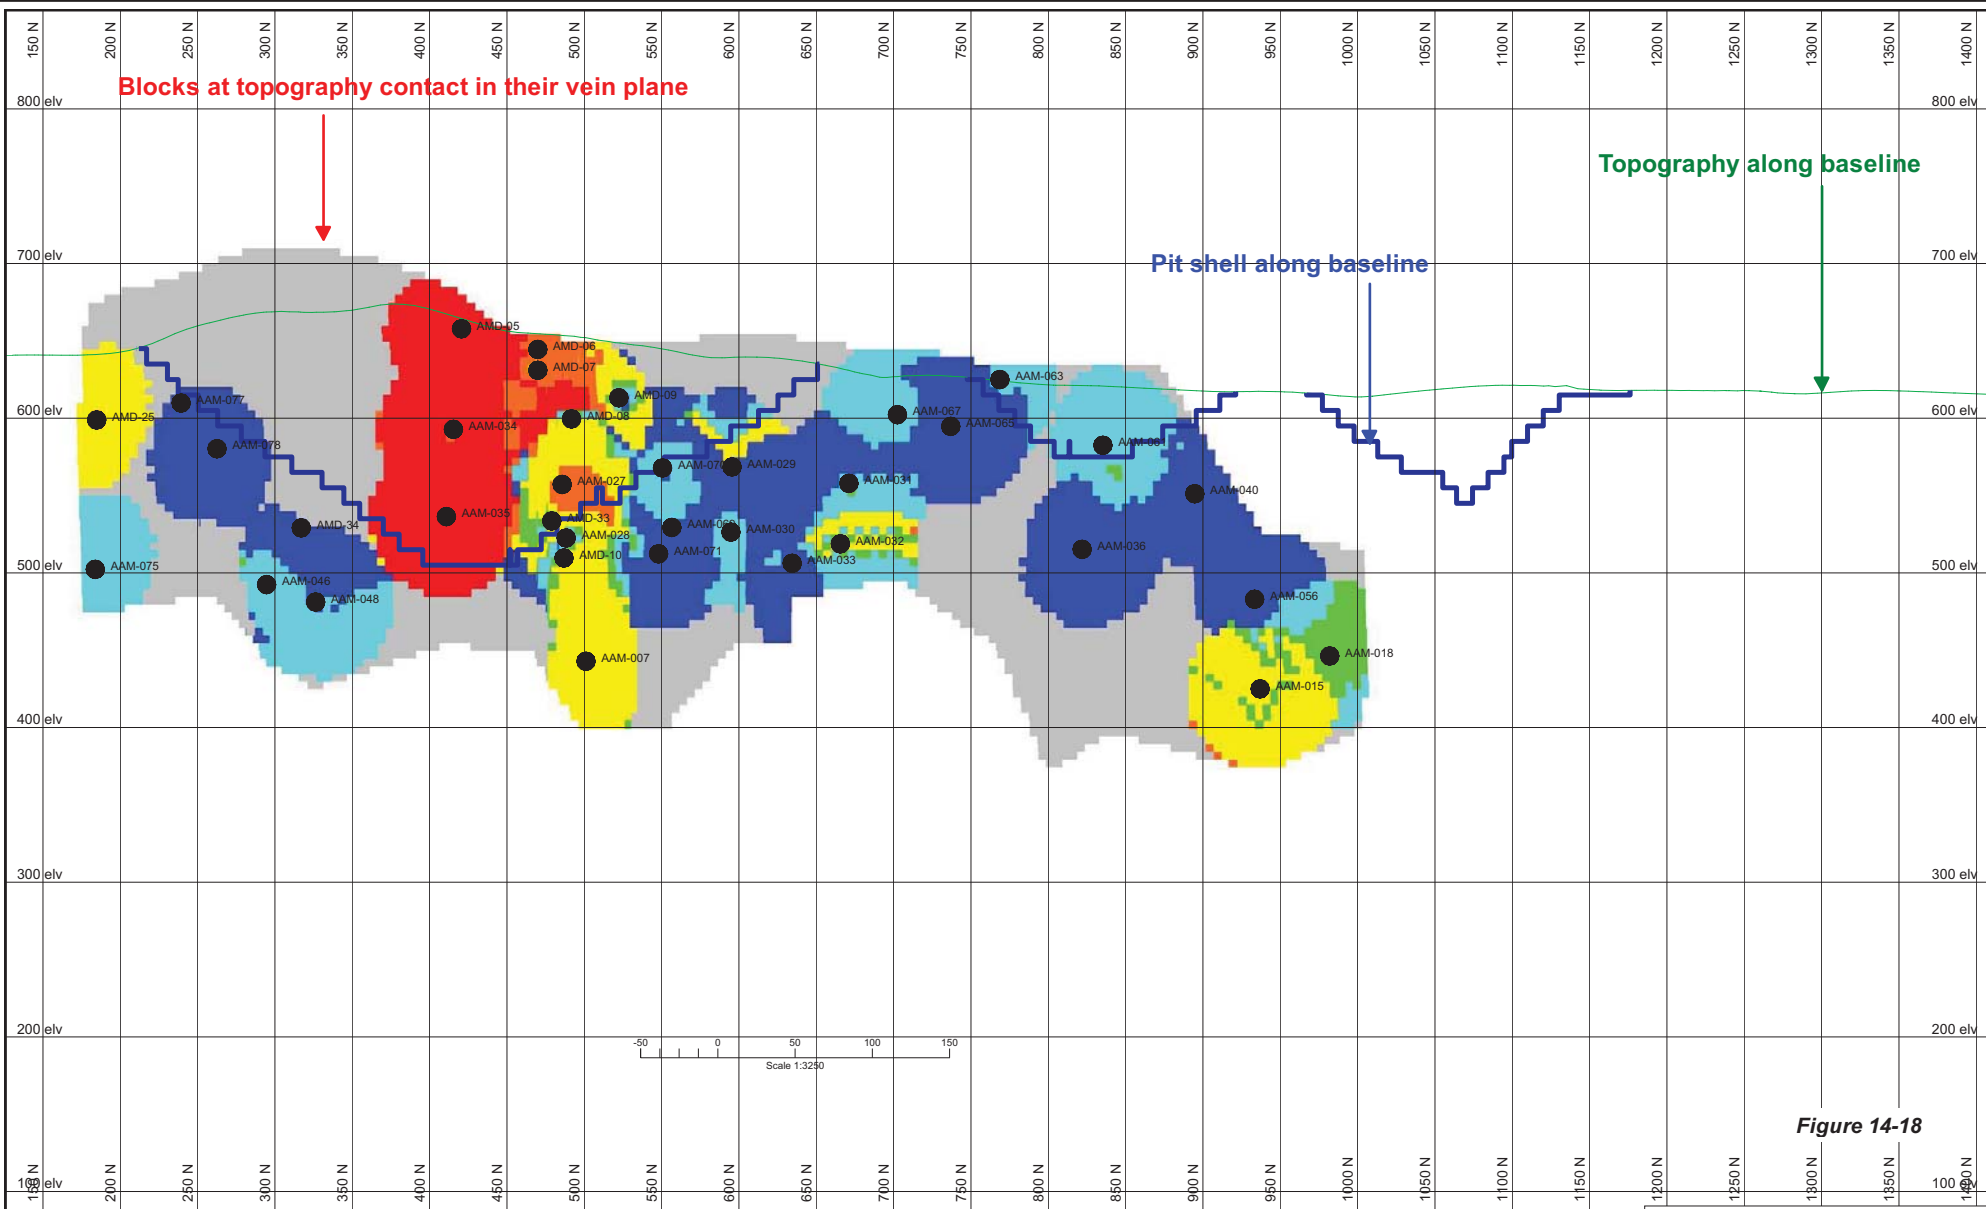 150 N 200 N 250 N 300 N 350 N 400 N 450 N 500 N 550 N 600 N 650 N 700 N 750 N 800 N 850 N 900 N 950 N 1000 N 1050 N 1100 N 1150 N 1200 N 1250 N 1300 N 1350 N 1400 N
Blocks at topography contact in their vein plane
800 elv 800 elv
Topography along baseline
700 elv 700 elv
Pit shell along baseline
AMD-05
AMD-06
AMD-07
AAM-063
AMD-09
AAM-077
AMD-25
AMD-08
AAM-067
AAM-065
600 elv 600 elv
AAM-034
AAM-078
AAM-061
AAM-070
AAM-029
AAM-027
AAM-031
AAM-040
AAM-035
AMD-33
AMD-34
AAM-069
AAM-030
AAM-028
AAM-032
AAM-036
AMD-10
AAM-071
AAM-033
AAM-075
500 elv 500 elv
AAM-046
AAM-048
AAM-056
AAM-007
AAM-018
AAM-015
400 elv 400 elv
300 elv 300 elv
200 elv 200 elv
-50 0 50 100 150
Scale 1:3250
Figure 14-18
150 N 200 N 250 N 300 N 350 N 400 N 450 N 500 N 550 N 600 N 650 N 700 N 750 N 800 N 850 N 900 N 950 N 1000 N 1050 N 1100 N 1150 N 1200 N 1250 N 1300 N 1350 N 1400 N
100 elv 100 elv